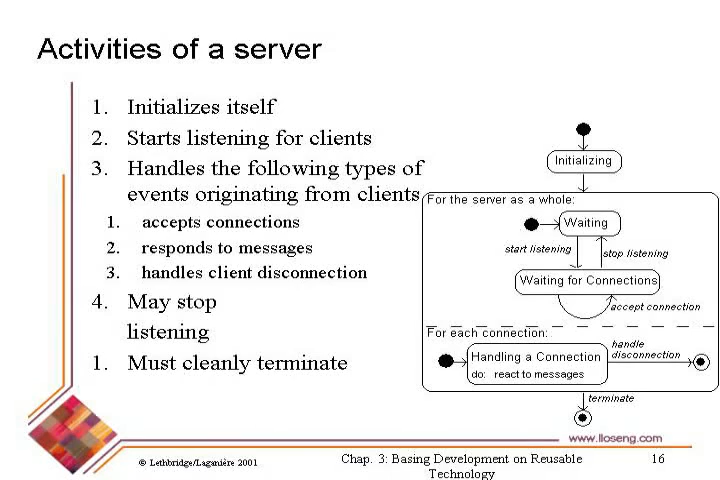 Activities of a server
1. Initializes itself
2. Starts listening for clients
3. Handles the following types of
events originating from clients
1. accepts connections
2. responds to messages
3. handles client disconnection
4. May stop
listening
1. Must cleanly terminate
Initializing
For the server as a whole:
Waiting
start listening
stop listening
Waiting for Connections
accept connection
For each connection:
Handling a Connection
do: react to messages
handle
disconnection
terminate
www.lloseng.com
© Lethbridge/Laganière 2001
Chap. 3: Basing Development on Reusable
Technology
16